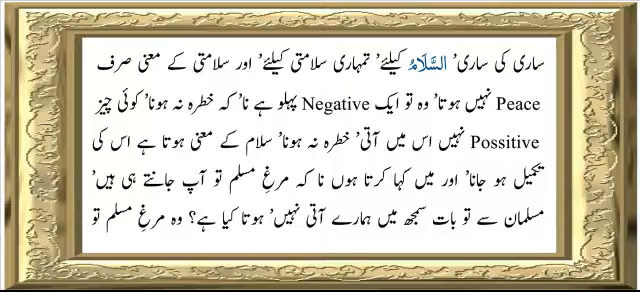 ساری کی ساری‘ السَّلَامُ کیلئے‘ تمہاری سلامتی کیلئے‘ اور سلامتی کے معنی صرف
Peace نہیں ہوتا‘ وہ تو ایک Negative پہلو ہے نا‘ کہ خطرہ نہ ہونا‘ کوئی چیز
Possitive نہیں اس میں آتی‘ خطرہ نہ ہونا‘ سلام کے معنی ہوتا ہے اس کی
تکمیل ہو جانا‘ اور میں کہا کرتا ہوں نا کہ مرغِ مسلم تو آپ جانتے ہی ہیں‘
مسلمان سے تو بات سمجھ میں ہمارے آتی نہیں‘ ہوتا کیا ہے؟ وہ مرغِ مسلم تو